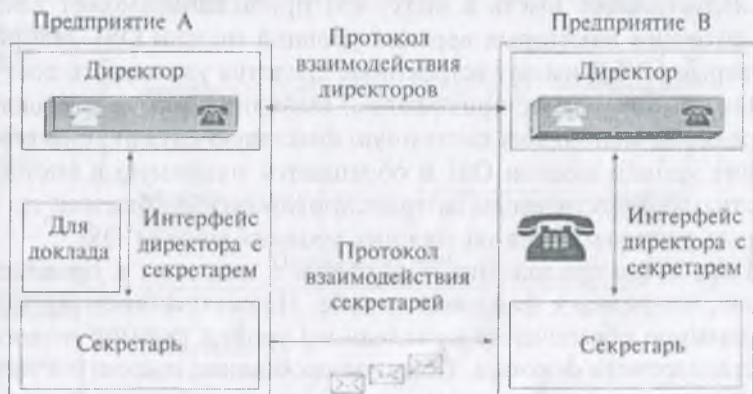 Предприятие А
Директор
Для
доклада
Интерфейс
директора с
секретарем
Секретарь
Протокол
взаимодействия
директоров
Протокол
взаимодействия
секретарей
Предприятие В
Директор
Интерфейс
директора с
секретарем
Секретарь